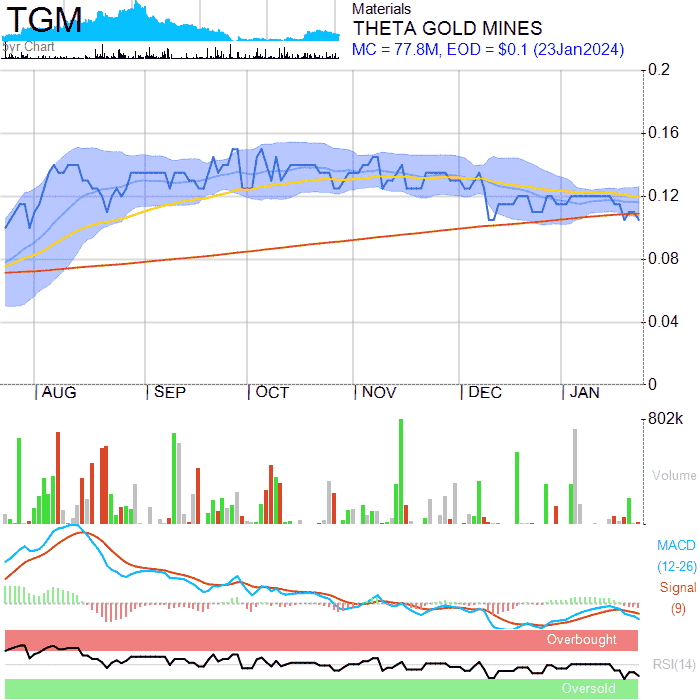 TGM
5yr Chart
Materials
THETA GOLD MINES
MC = 77.8M, EOD = $0.1 (23Jan2024)
0.2
0.16
0.12
0.08
0.04
0
AUG SEP OCT NOV DEC JAN
802k
Volume
MACD
(12-26)
Signal
(9)
Overbought
RSI(14)
Oversold